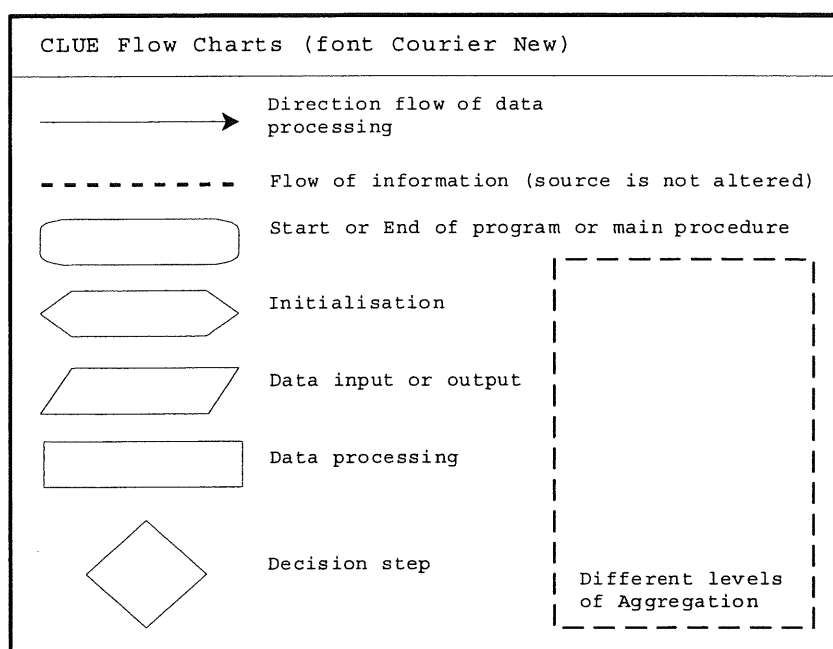 CLUE Flow Charts (font Courier New)
Direction flow of data
processing
Flow of information (source is not altered)
Start or End of program or main procedure
Initialisation
Data input or output
Data processing
Decision step
Different levels
of Aggregation